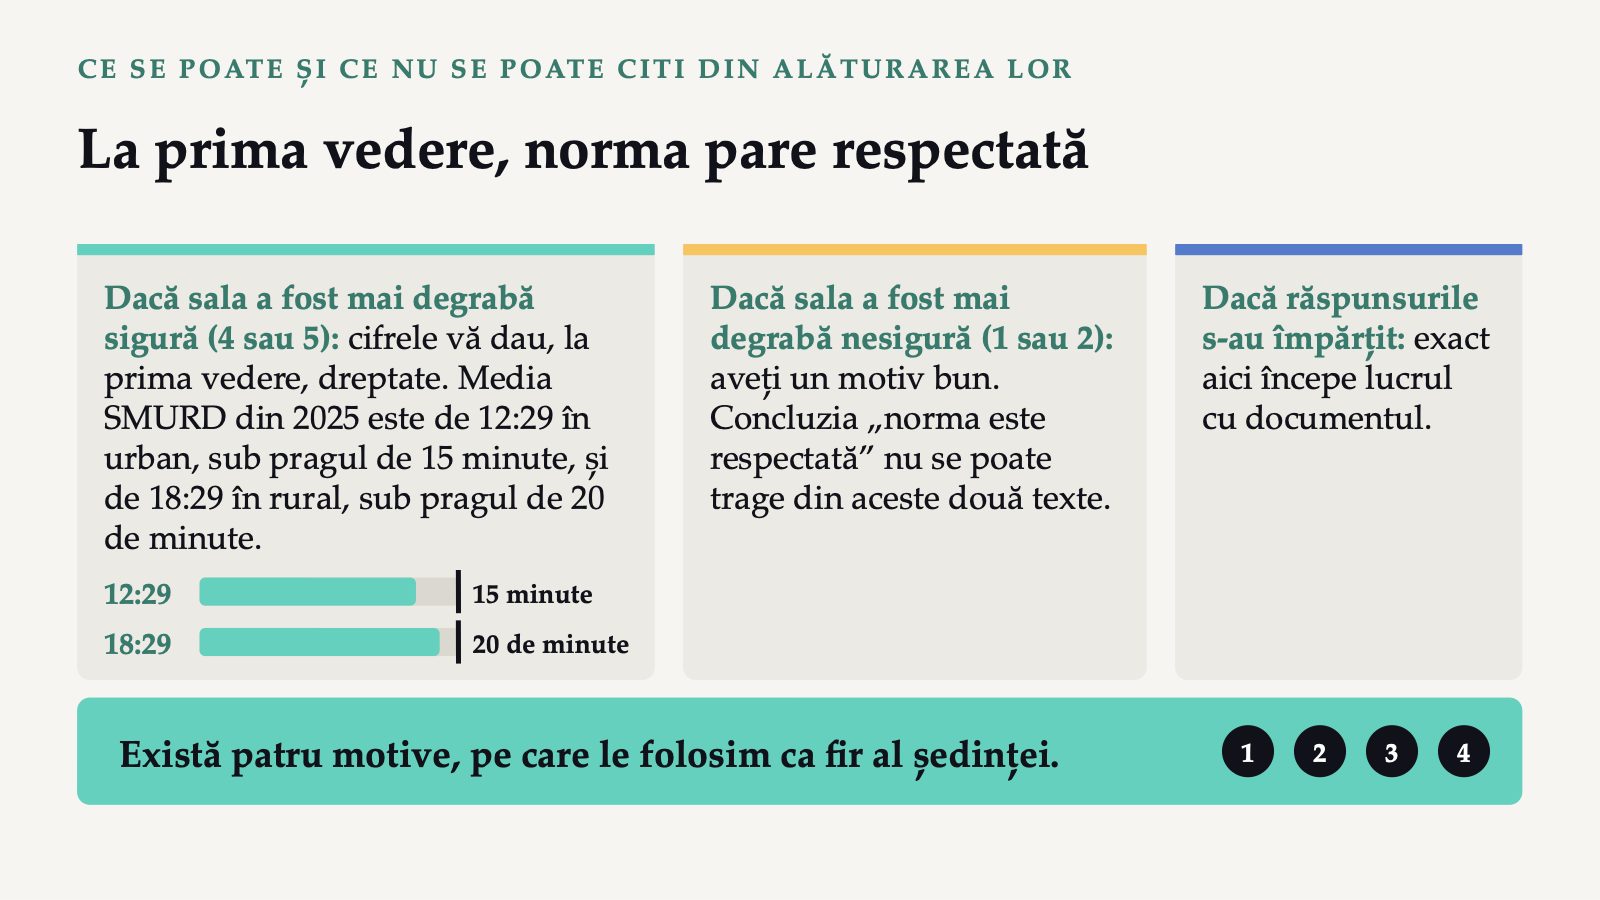 CE SE POATE ȘI CE NU SE POATE CITI DIN ALĂTURAREA LOR
La prima vedere, norma pare respectată
Dacă sala a fost mai degrabă
sigură (4 sau 5): cifrele vă dau, la
prima vedere, dreptate. Media
SMURD din 2025 este de 12:29 în
urban, sub pragul de 15 minute, și
de 18:29 în rural, sub pragul de 20
de minute.
12:29 15 minute
18:29 20 de minute
Dacă sala a fost mai
degrabă nesigură (1 sau 2):
aveți un motiv bun.
Concluzia „norma este
respectată” nu se poate
trage din aceste două texte.
Dacă răspunsurile
s-au împărțit: exact
aici începe lucrul
cu documentul.
Există patru motive, pe care le folosim ca fir al ședinței.
1 2 3 4